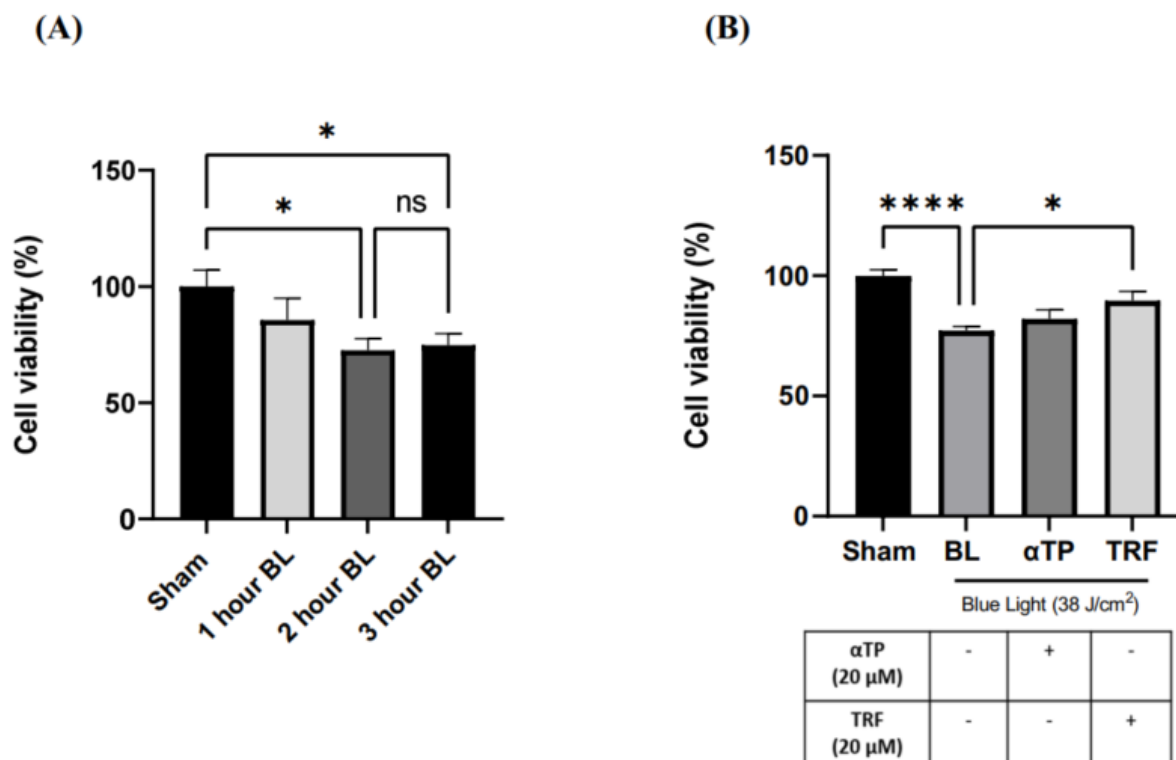 (A)
*
* ns
150
100
50
0
Cell viability (%)
Sham
1 hour BL
2 hour BL
3 hour BL
(B)
**** *
150
100
50
0
Cell viability (%)
Sham BL αTP TRF
Blue Light (38 J/cm²)
αTP - + -
(20 µM)
TRF - - +
(20 µM)